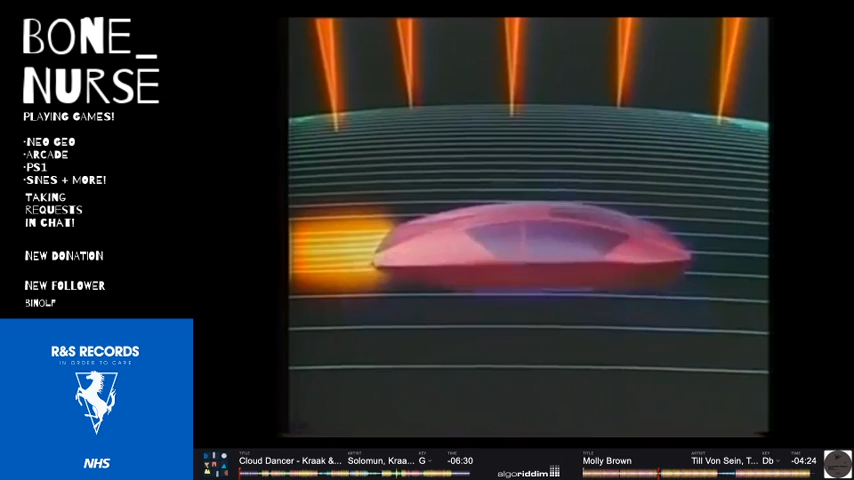 BONE_
NURSE
PLAYING GAMES!
·NEO GEO
·ARCADE
·PS1
·SNES + MORE!
TAKING
REQUESTS
IN CHAT!
NEW DONATION
NEW FOLLOWER
BINOLF
R&S RECORDS
IN ORDER TO CARE
NHS
TITLE ARTIST KEY TIME
Cloud Dancer - Kraak &... Solomun, Kraa... G -06:30
algoriddim
TITLE ARTIST KEY TIME
Molly Brown Till Von Sein, T... Db -04:24